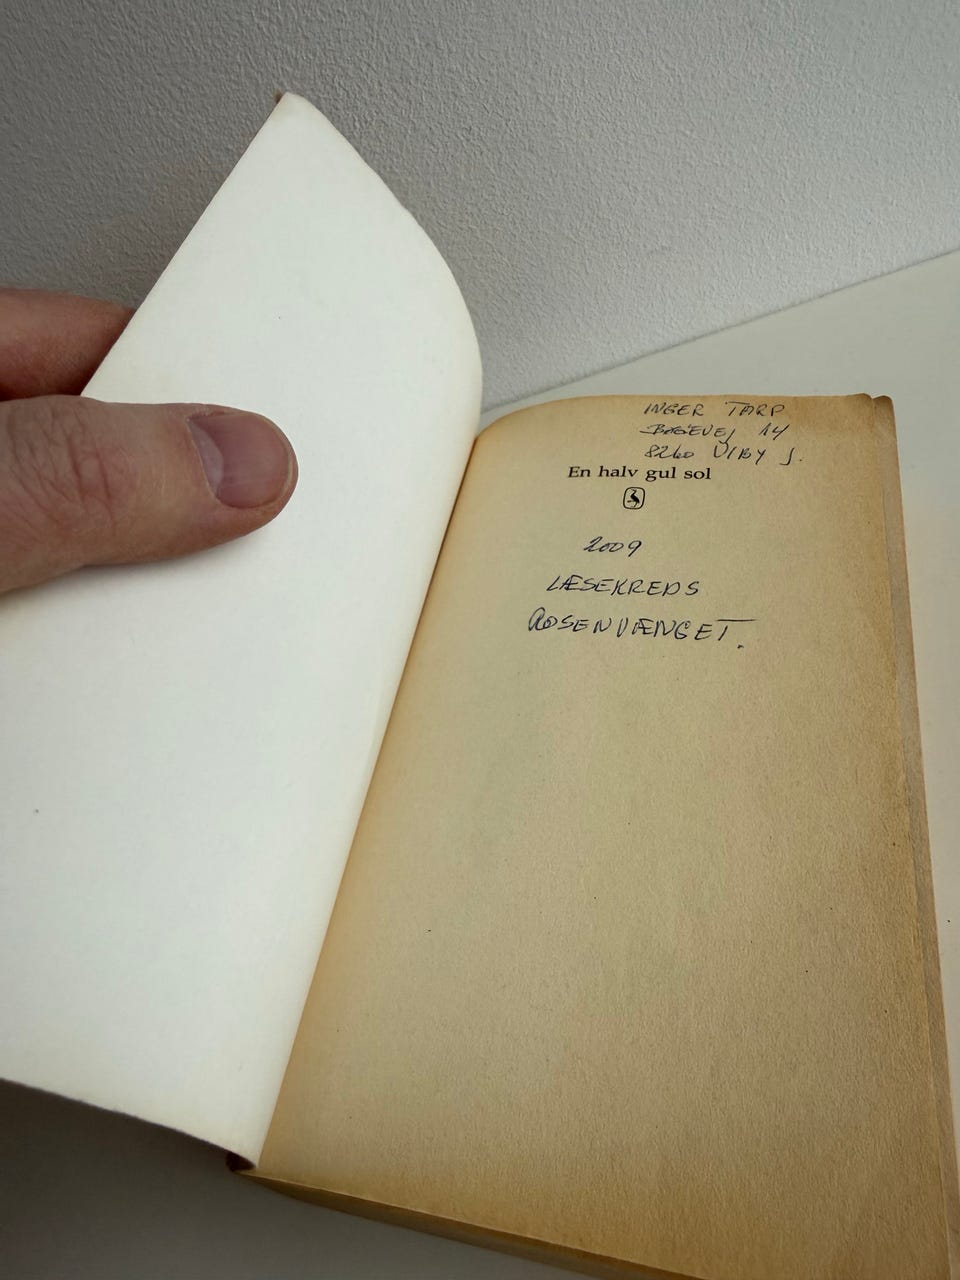 INGER TARP
BØGEVEJ 14
8260 VIBY J.
En halv gul sol
2009
LÆSEKREDS
ROSENVÆNGET.